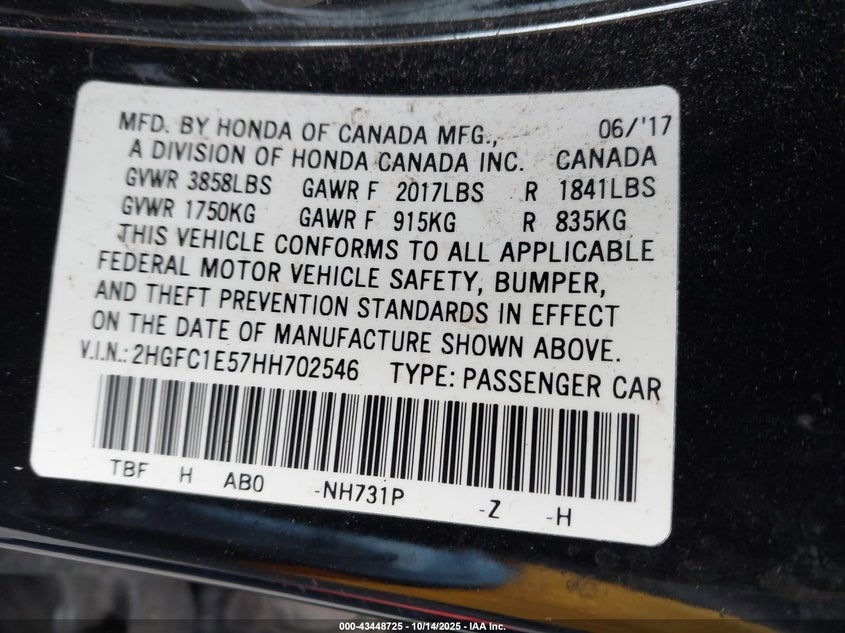 MFD. BY HONDA OF CANADA MFG., 06/'17
A DIVISION OF HONDA CANADA INC. CANADA
GVWR 3858LBS GAWR F 2017LBS R 1841LBS
GVWR 1750KG GAWR F 915KG R 835KG
THIS VEHICLE CONFORMS TO ALL APPLICABLE
FEDERAL MOTOR VEHICLE SAFETY, BUMPER,
AND THEFT PREVENTION STANDARDS IN EFFECT
ON THE DATE OF MANUFACTURE SHOWN ABOVE.
V.I.N.: 2HGFC1E57HH702546 TYPE: PASSENGER CAR
TBF H AB0 -NH731P -Z -H
000-43448725 - 10/14/2025 - © IAA Inc.